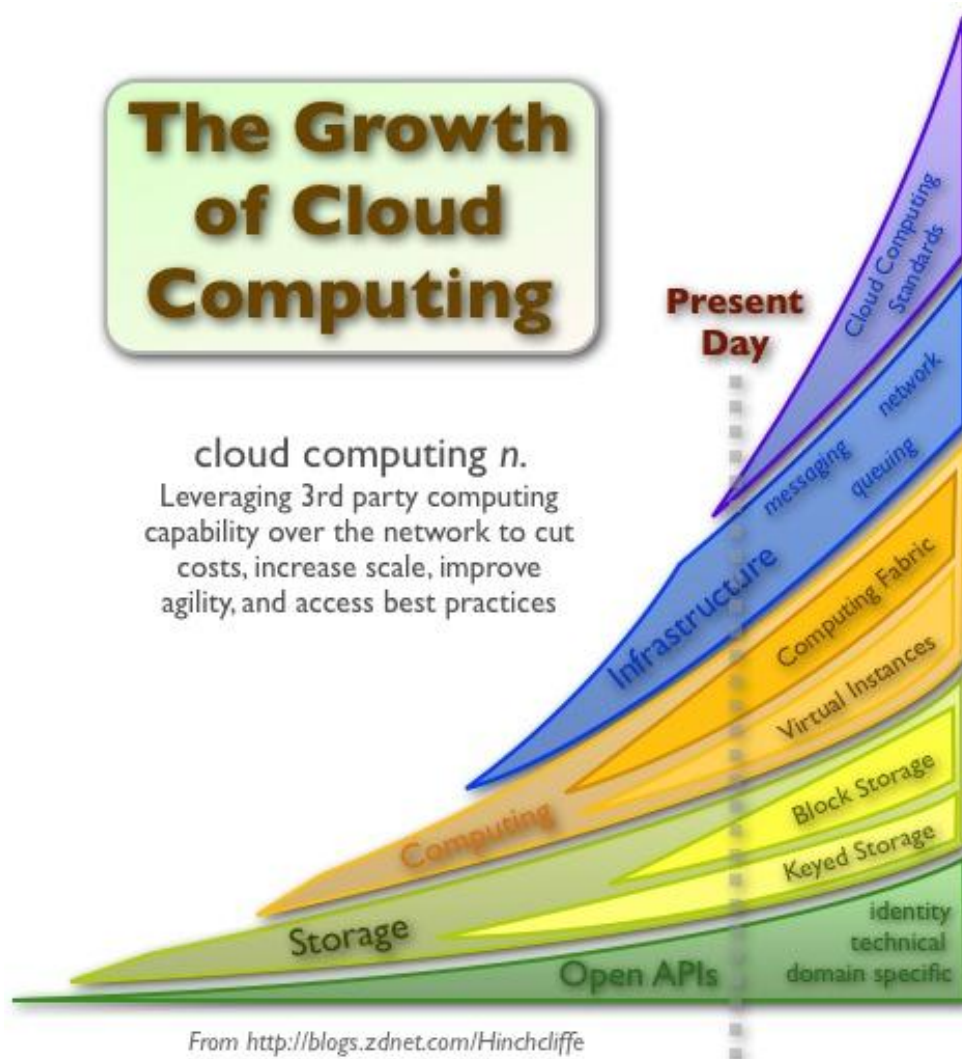 The Growth
of Cloud
Computing
Present
Day
cloud computing n.
Leveraging 3rd party computing
capability over the network to cut
costs, increase scale, improve
agility, and access best practices
Cloud Computing
Standards
network
messaging
queuing
Infrastructure
Computing Fabric
Virtual Instances
Computing
Block Storage
Keyed Storage
Storage
identity
technical
domain specific
Open APIs
From http://blogs.zdnet.com/Hinchcliffe